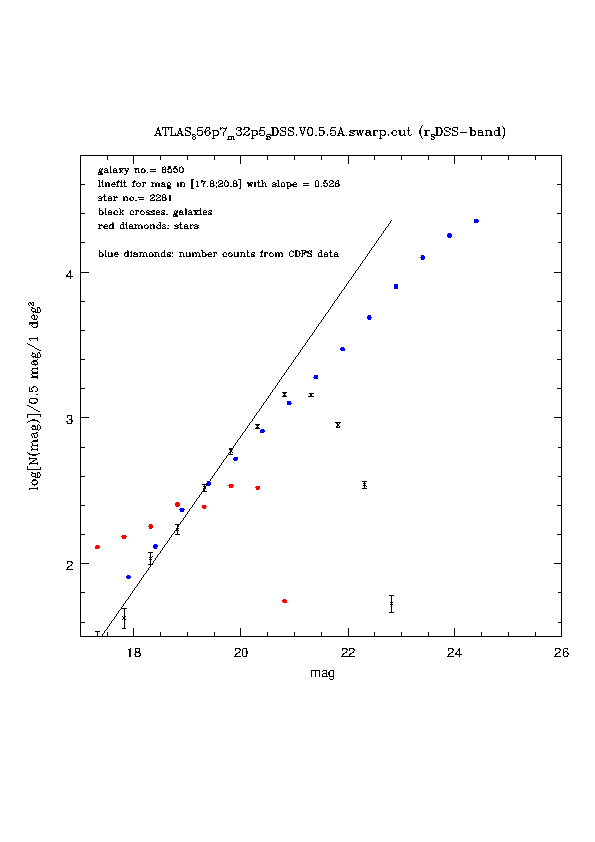 ATLAS_s56p7_m32p5_sDSS.V0.5.5A.swarp.cut (r_sDSS-band)
galaxy no.= 8550
linefit for mag in [17.8;20.8] with slope = 0.526
star no.= 2281
black crosses: galaxies
red diamonds: stars
blue diamonds: number counts from CDFS data
log[N(mag)]/0.5 mag/1 deg²
4
3
2
18 20 22 24 26
mag